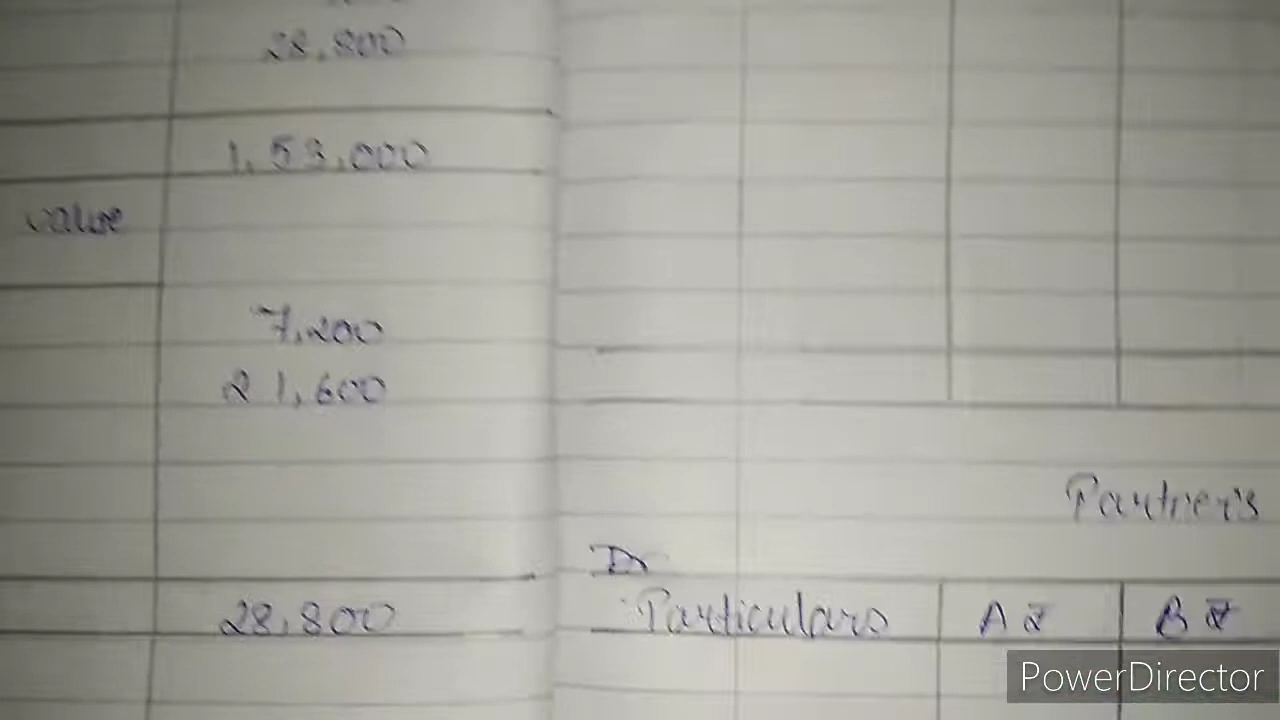 28,800
1,53,000
value
7,200
21,600
28,800
Partner's
Dr
Particulars A ₹ B ₹
PowerDirector